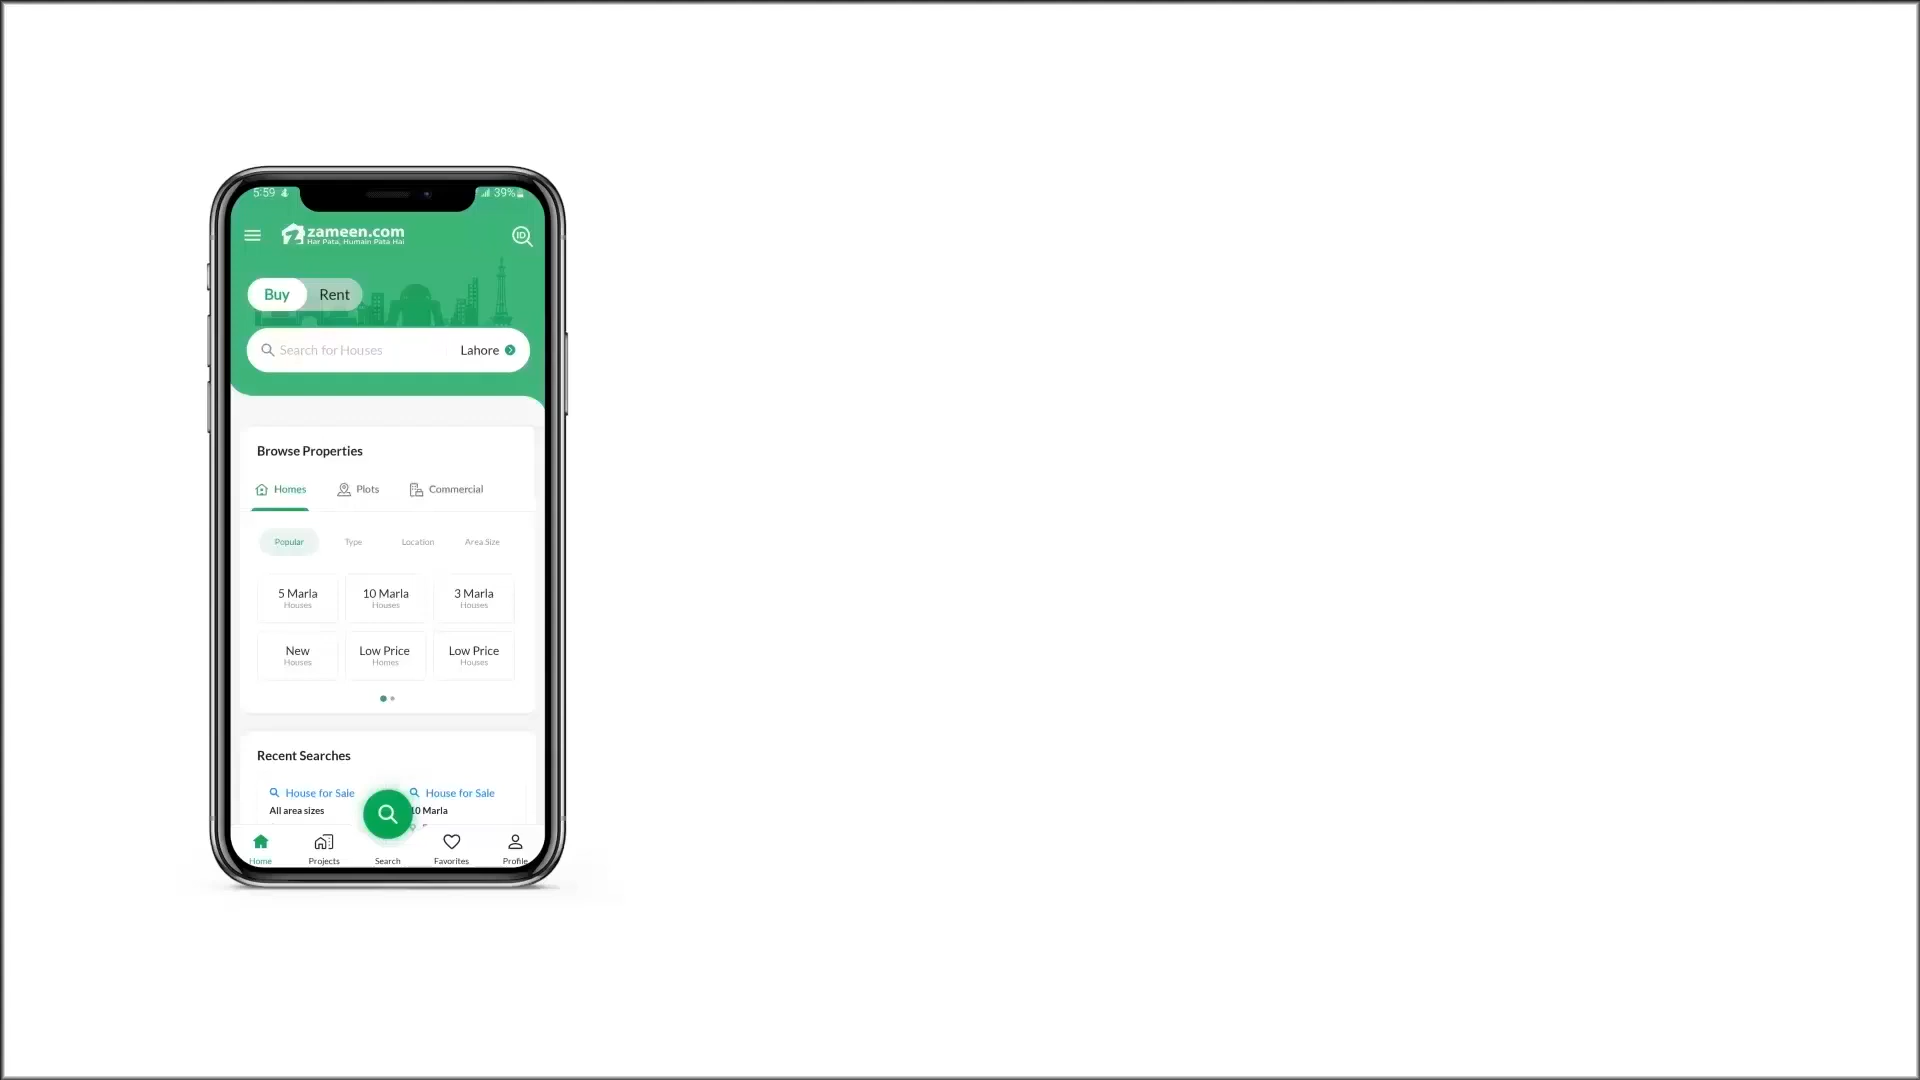 5:59
39%
zameen.com
Har Pata, Humain Pata Hai
ID
Buy Rent
Search for Houses Lahore
Browse Properties
Homes Plots Commercial
Popular Type Location Area Size
5 Marla 10 Marla 3 Marla
Houses Houses Houses
New Low Price Low Price
Houses Homes Houses
Recent Searches
House for Sale House for Sale
All area sizes 10 Marla
Home Projects Search Favorites Profile